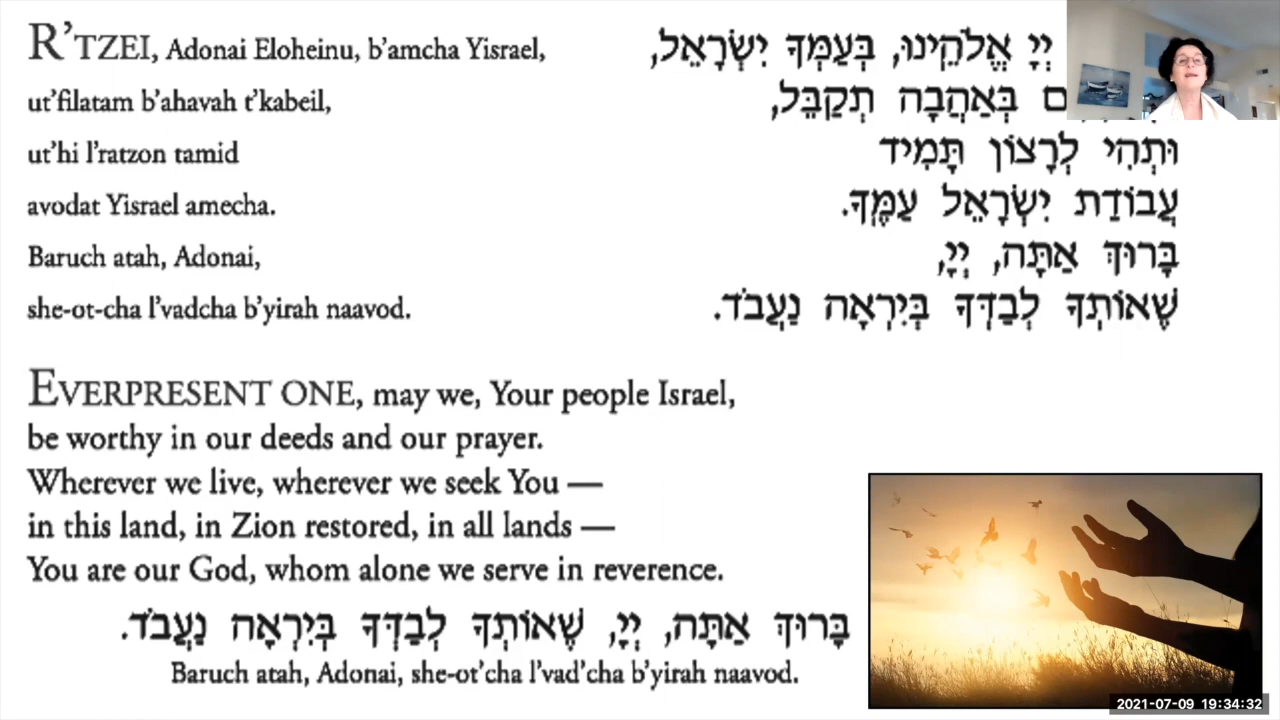 R’TZEI, Adonai Eloheinu, b’amcha Yisrael,
ut’filatam b’ahavah t’kabeil,
ut’hi l’ratzon tamid
avodat Yisrael amecha.
Baruch atah, Adonai,
she-ot-cha l’vadcha b’yirah naavod.
יְיָ אֱלֹקֵינוּ, בְּעַמְּךָ יִשְׂרָאֵל,
בְּאַהֲבָה תְקַבֵּל,
וּתְהִי לְרָצוֹן תָּמִיד
עֲבוֹדַת יִשְׂרָאֵל עַמֶּֽךָ.
בָּרוּךְ אַתָּה, יְיָ,
שֶׁאוֹתְךָ לְבַדְּךָ בְּיִרְאָה נַעֲבֹד.
EVERPRESENT ONE, may we, Your people Israel,
be worthy in our deeds and our prayer.
Wherever we live, wherever we seek You —
in this land, in Zion restored, in all lands —
You are our God, whom alone we serve in reverence.
בָּרוּךְ אַתָּה, יְיָ, שֶׁאוֹתְךָ לְבַדְּךָ בְּיִרְאָה נַעֲבֹד.
Baruch atah, Adonai, she-ot’cha l’vad’cha b’yirah naavod.
2021-07-09 19:34:32